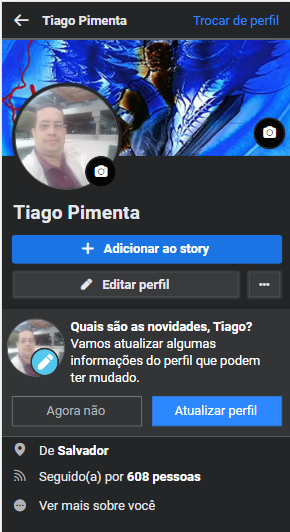 Tiago Pimenta
Trocar de perfil
Tiago Pimenta
Adicionar ao story
Editar perfil
Quais são as novidades, Tiago?
Vamos atualizar algumas
informações do perfil que podem
ter mudado.
Agora não
Atualizar perfil
De Salvador
Seguido(a) por 608 pessoas
Ver mais sobre você